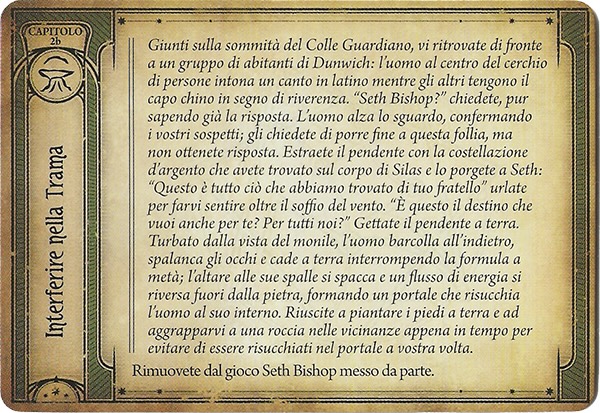 CAPITOLO
2b
Interferire nella Trama
Giunti sulla sommità del Colle Guardiano, vi ritrovate di fronte
a un gruppo di abitanti di Dunwich: l'uomo al centro del cerchio
di persone intona un canto in latino mentre gli altri tengono il
capo chino in segno di riverenza. “Seth Bishop?” chiedete, pur
sapendo già la risposta. L'uomo alza lo sguardo, confermando
i vostri sospetti; gli chiedete di porre fine a questa follia, ma
non ottenete risposta. Estraete il pendente con la costellazione
d'argento che avete trovato sul corpo di Silas e lo porgete a Seth:
“Questo è tutto ciò che abbiamo trovato di tuo fratello” urlate
per farvi sentire oltre il soffio del vento. “È questo il destino che
vuoi anche per te? Per tutti noi?” Gettate il pendente a terra.
Turbato dalla vista del monile, l'uomo barcolla all'indietro,
spalanca gli occhi e cade a terra interrompendo la formula a
metà; l'altare alle sue spalle si spacca e un flusso di energia si
riversa fuori dalla pietra, formando un portale che risucchia
l'uomo al suo interno. Riuscite a piantare i piedi a terra e ad
aggrapparvi a una roccia nelle vicinanze appena in tempo per
evitare di essere risucchiati nel portale a vostra volta.
Rimuovete dal gioco Seth Bishop messo da parte.